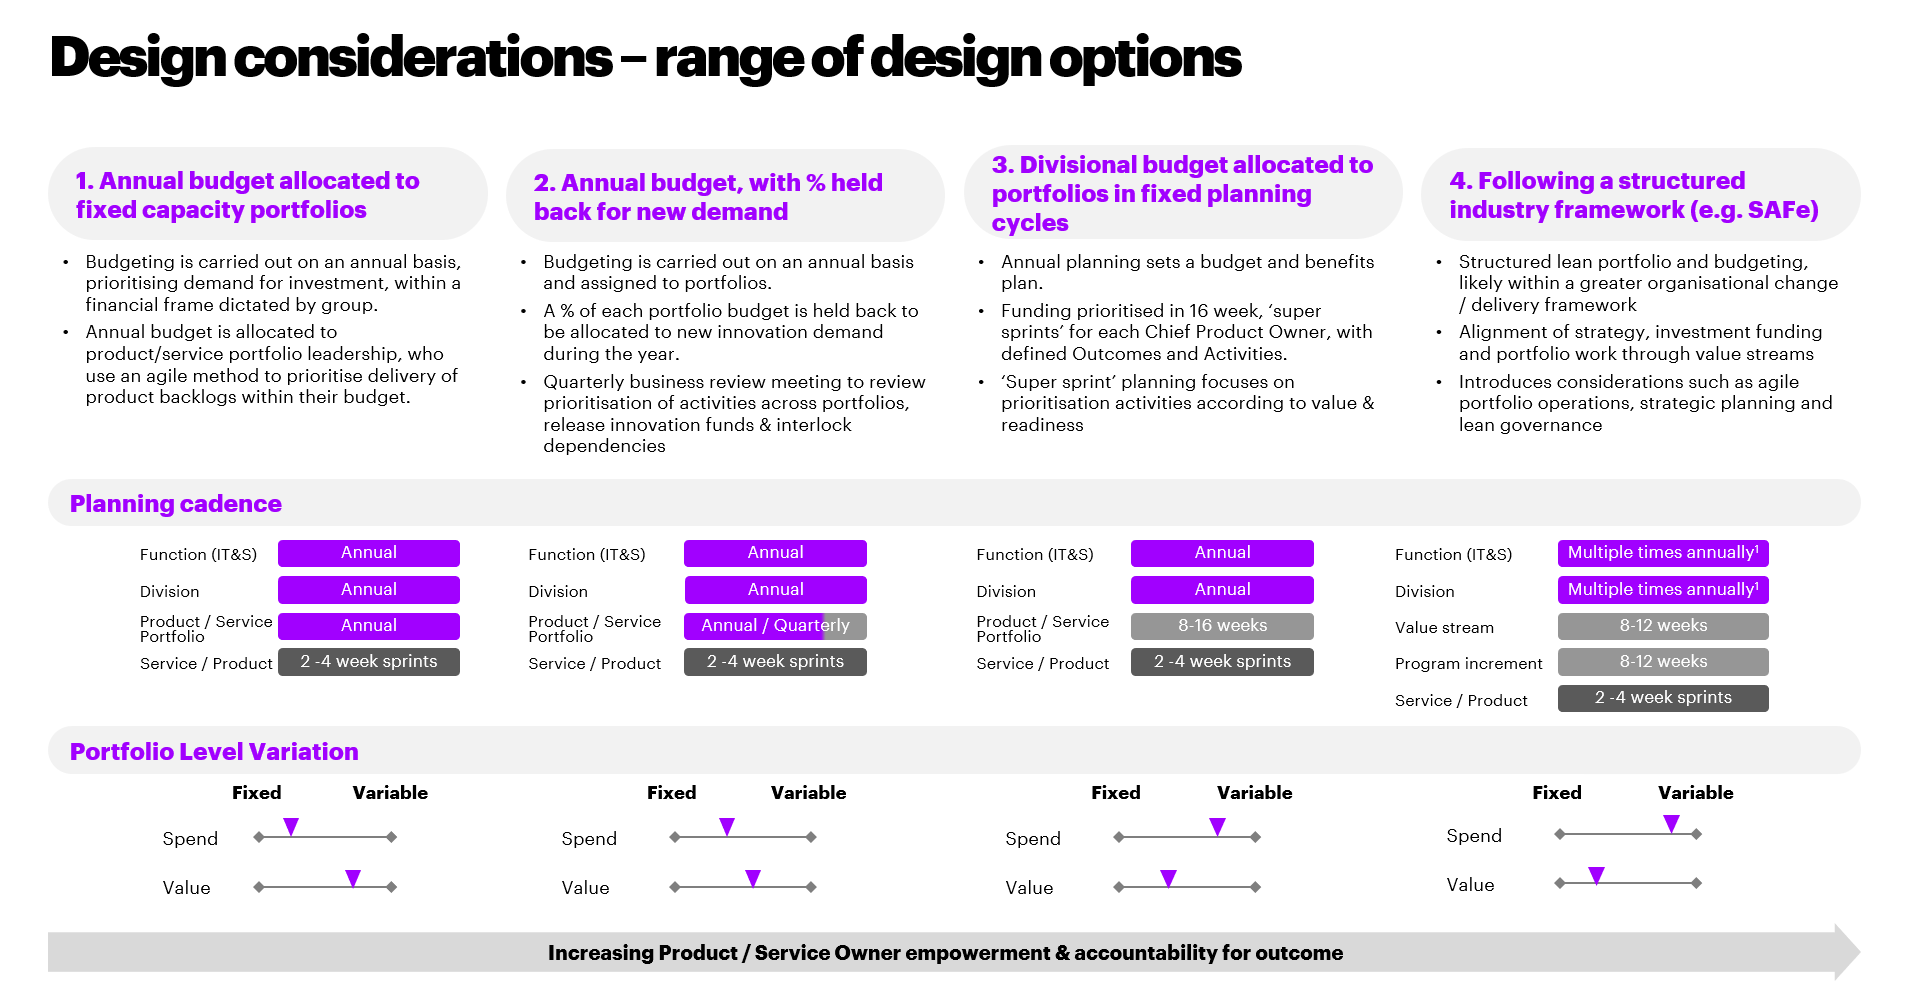 Design considerations – range of design options
1. Annual budget allocated to
fixed capacity portfolios
• Budgeting is carried out on an annual basis,
prioritising demand for investment, within a
financial frame dictated by group.
• Annual budget is allocated to
product/service portfolio leadership, who
use an agile method to prioritise delivery of
product backlogs within their budget.
2. Annual budget, with % held
back for new demand
• Budgeting is carried out on an annual basis
and assigned to portfolios.
• A % of each portfolio budget is held back to
be allocated to new innovation demand
during the year.
• Quarterly business review meeting to review
prioritisation of activities across portfolios,
release innovation funds & interlock
dependencies
3. Divisional budget allocated to
portfolios in fixed planning
cycles
• Annual planning sets a budget and benefits
plan.
• Funding prioritised in 16 week, ‘super
sprints’ for each Chief Product Owner, with
defined Outcomes and Activities.
• ‘Super sprint’ planning focuses on
prioritisation activities according to value &
readiness
4. Following a structured
industry framework (e.g. SAFe)
• Structured lean portfolio and budgeting,
likely within a greater organisational change
/ delivery framework
• Alignment of strategy, investment funding
and portfolio work through value streams
• Introduces considerations such as agile
portfolio operations, strategic planning and
lean governance
Planning cadence
Function (IT&S) Annual
Division Annual
Product / Service
Portfolio Annual
Service / Product 2 -4 week sprints
Function (IT&S) Annual
Division Annual
Product / Service
Portfolio Annual / Quarterly
Service / Product 2 -4 week sprints
Function (IT&S) Annual
Division Annual
Product / Service
Portfolio 8-16 weeks
Service / Product 2 -4 week sprints
Function (IT&S) Multiple times annually¹
Division Multiple times annually¹
Value stream 8-12 weeks
Program increment 8-12 weeks
Service / Product 2 -4 week sprints
Portfolio Level Variation
Fixed Variable
Spend
Value
Fixed Variable
Spend
Value
Fixed Variable
Spend
Value
Fixed Variable
Spend
Value
Increasing Product / Service Owner empowerment & accountability for outcome